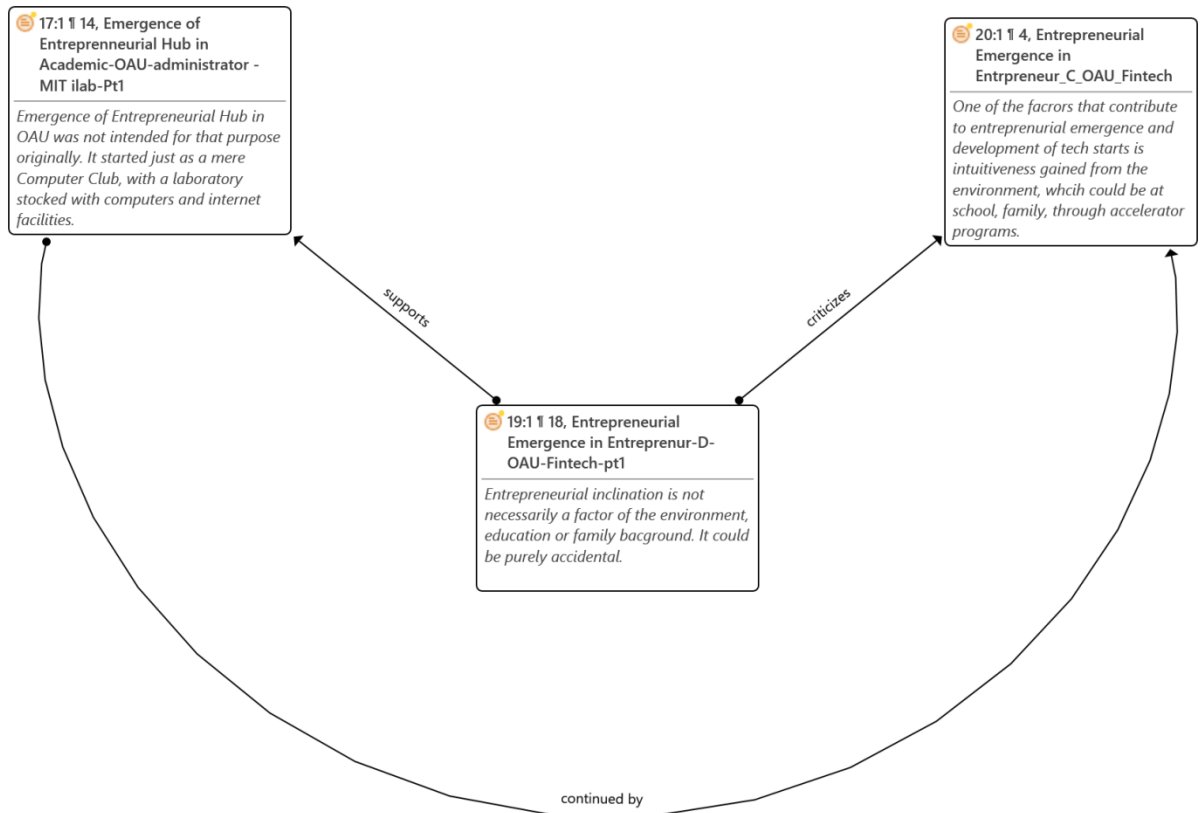 17:1 ¶ 14, Emergence of
Entreprenneurial Hub in
Academic-OAU-administrator -
MIT ilab-Pt1
Emergence of Entrepreneurial Hub in
OAU was not intended for that purpose
originally. It started just as a mere
Computer Club, with a laboratory
stocked with computers and internet
facilities.
20:1 ¶ 4, Entrepreneurial
Emergence in
Entrpreneur_C_OAU_Fintech
One of the facrors that contribute
to entreprenurial emergence and
development of tech starts is
intuitiveness gained from the
environment, whcih could be at
school, family, through accelerator
programs.
supports
criticizes
19:1 ¶ 18, Entrepreneurial
Emergence in Entreprenur-D-
OAU-Fintech-pt1
Entrepreneurial inclination is not
necessarily a factor of the environment,
education or family bacground. It could
be purely accidental.
continued by